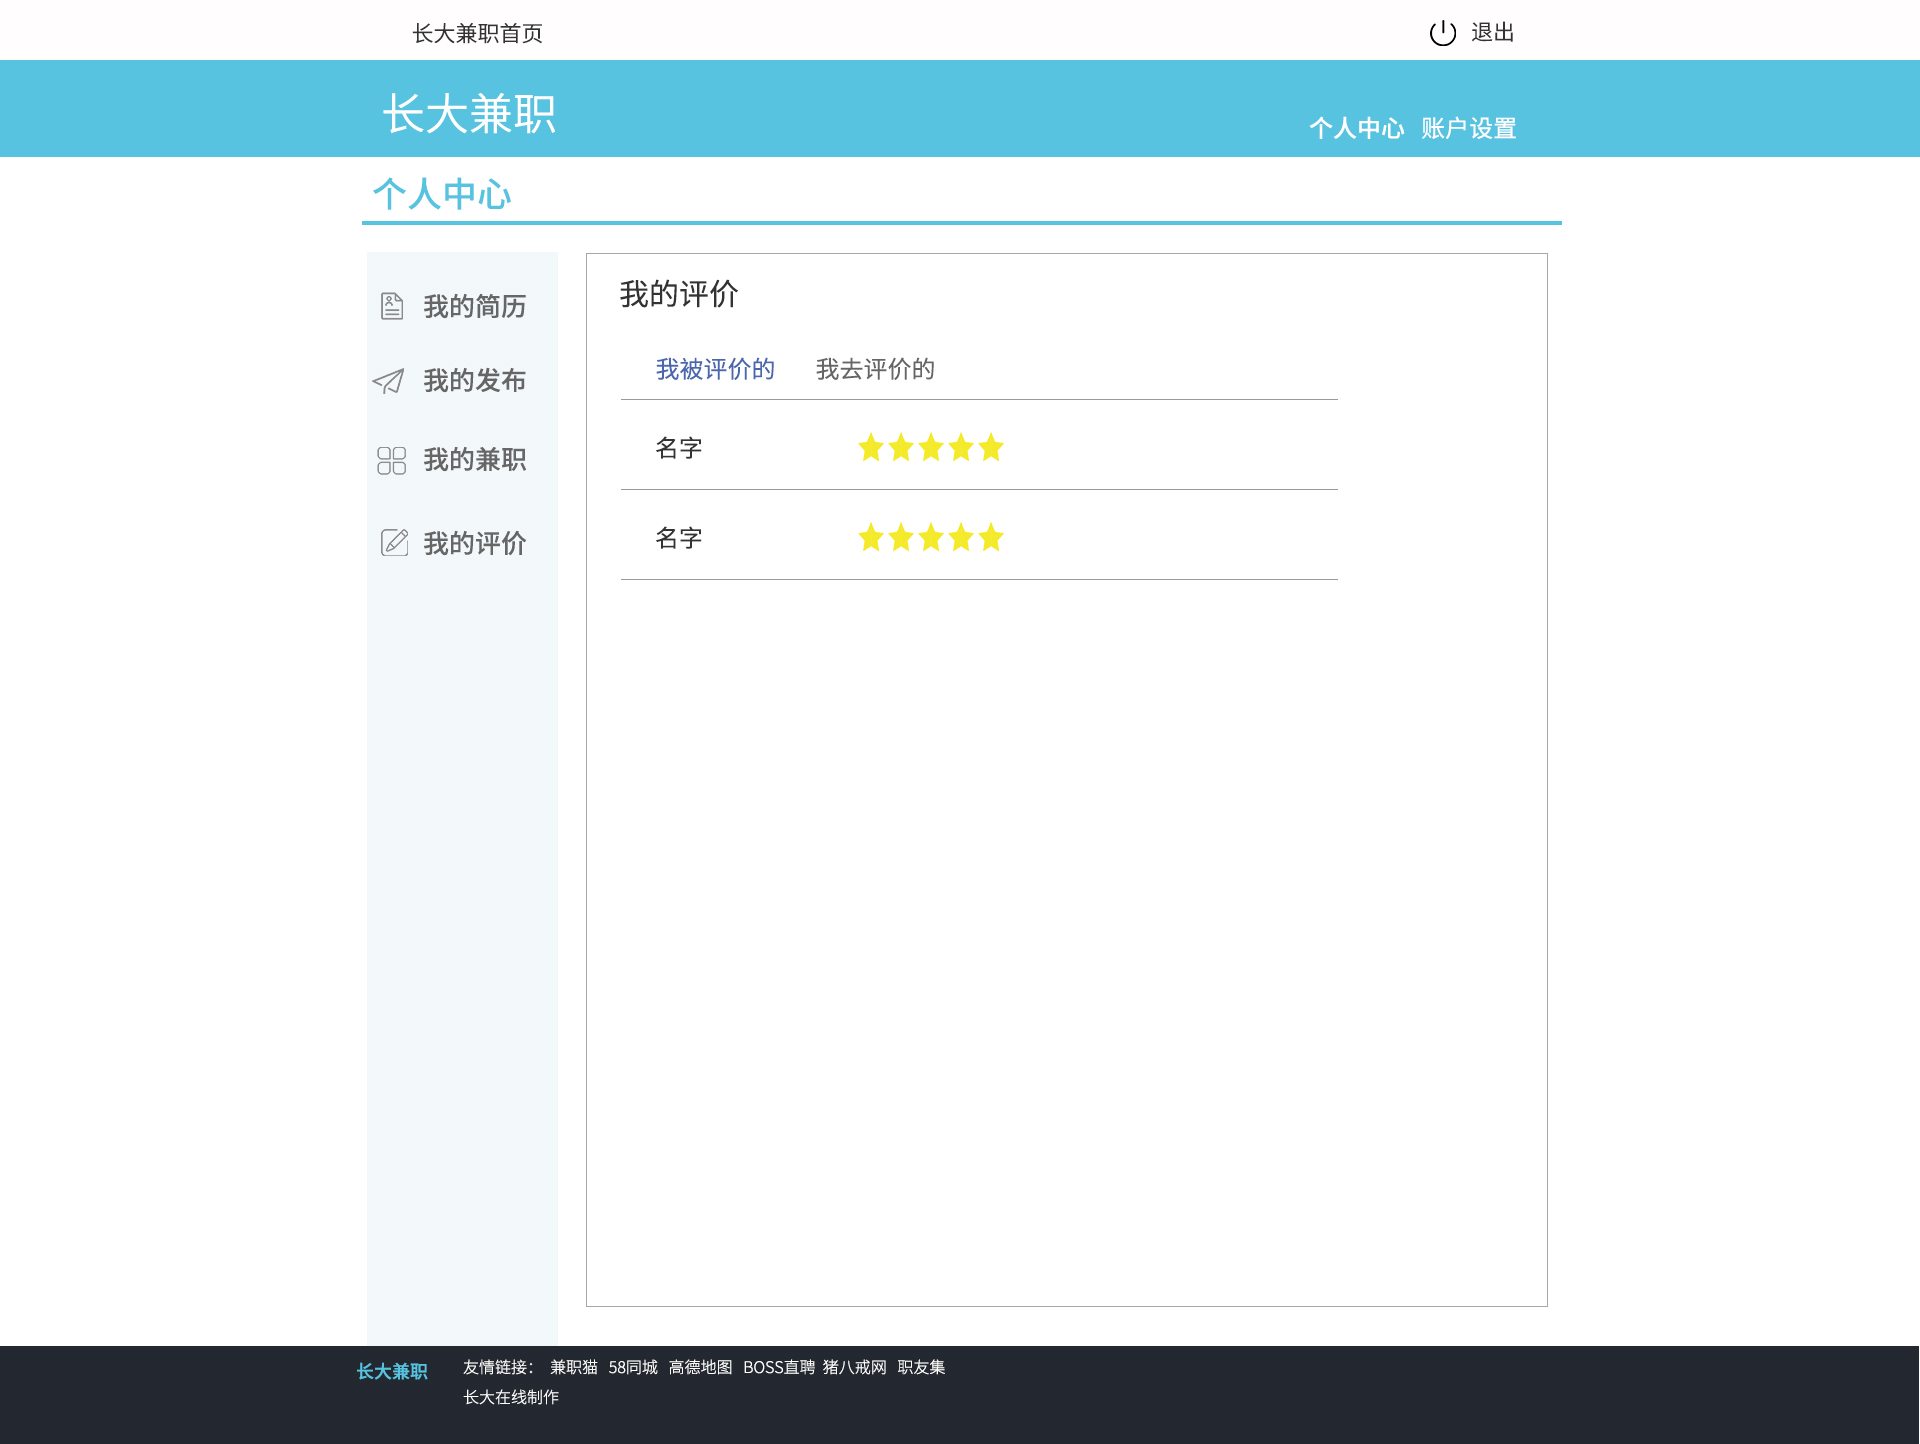 长大兼职首页 退出
长大兼职
个人中心 账户设置
个人中心
我的简历
我的发布
我的兼职
我的评价
我的评价
我被评价的 我去评价的
名字
名字
长大兼职
友情链接： 兼职猫 58同城 高德地图 BOSS直聘 猪八戒网 职友集
长大在线制作